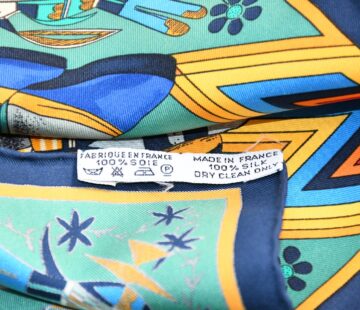 FABRIQUE EN FRANCE
100% SOIE
MADE IN FRANCE
100% SILK
DRY CLEAN ONLY